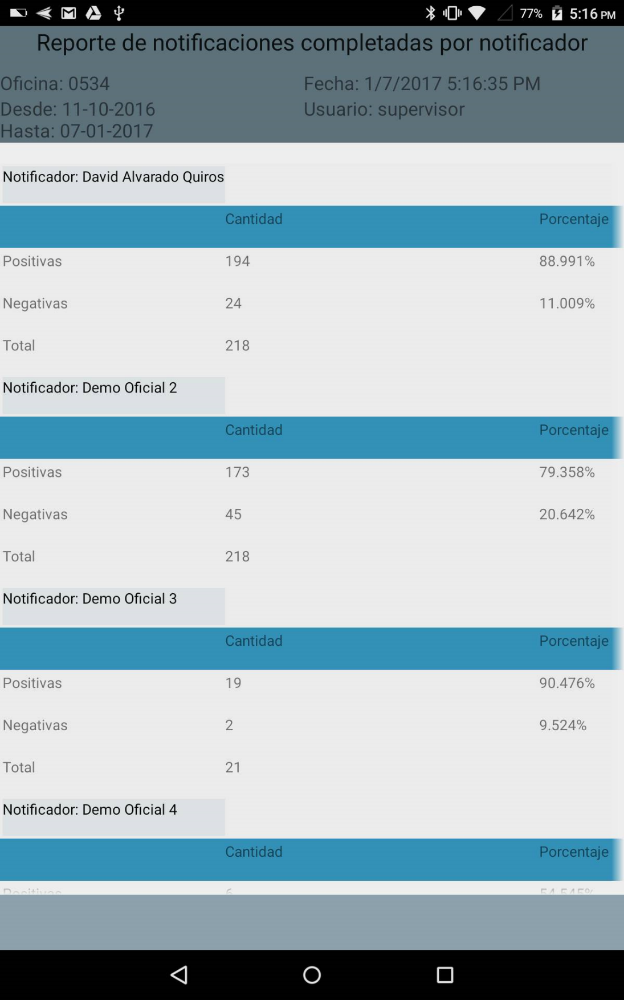 77% 5:16 PM
Reporte de notificaciones completadas por notificador
Oficina: 0534 Fecha: 1/7/2017 5:16:35 PM
Desde: 11-10-2016 Usuario: supervisor
Hasta: 07-01-2017
Notificador: David Alvarado Quiros
Cantidad Porcentaje
Positivas 194 88.991%
Negativas 24 11.009%
Total 218
Notificador: Demo Oficial 2
Cantidad Porcentaje
Positivas 173 79.358%
Negativas 45 20.642%
Total 218
Notificador: Demo Oficial 3
Cantidad Porcentaje
Positivas 19 90.476%
Negativas 2 9.524%
Total 21
Notificador: Demo Oficial 4
Cantidad Porcentaje
Positivas 6 54.545%